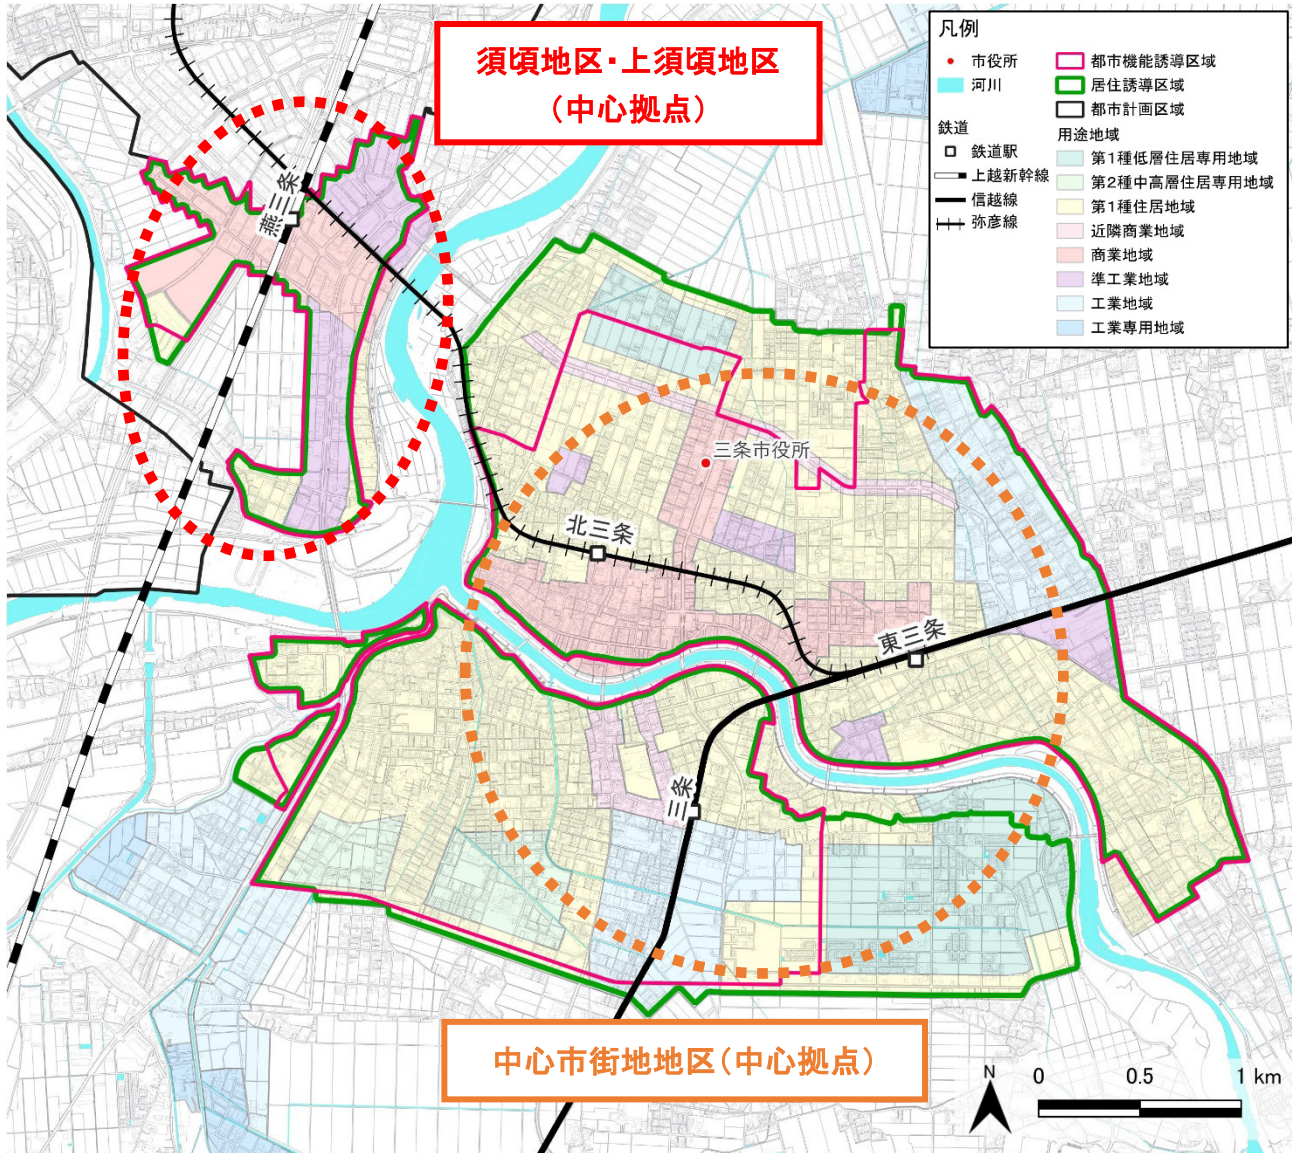 須頃地区・上須頃地区
（中心拠点）
凡例
市役所
河川
鉄道
鉄道駅
上越新幹線
信越線
弥彦線
都市機能誘導区域
居住誘導区域
都市計画区域
用途地域
第1種低層住居専用地域
第2種中高層住居専用地域
第1種住居地域
近隣商業地域
商業地域
準工業地域
工業地域
工業専用地域
燕三条
三条市役所
北三条
東三条
三条
中心市街地地区（中心拠点）
N
0 0.5 1 km